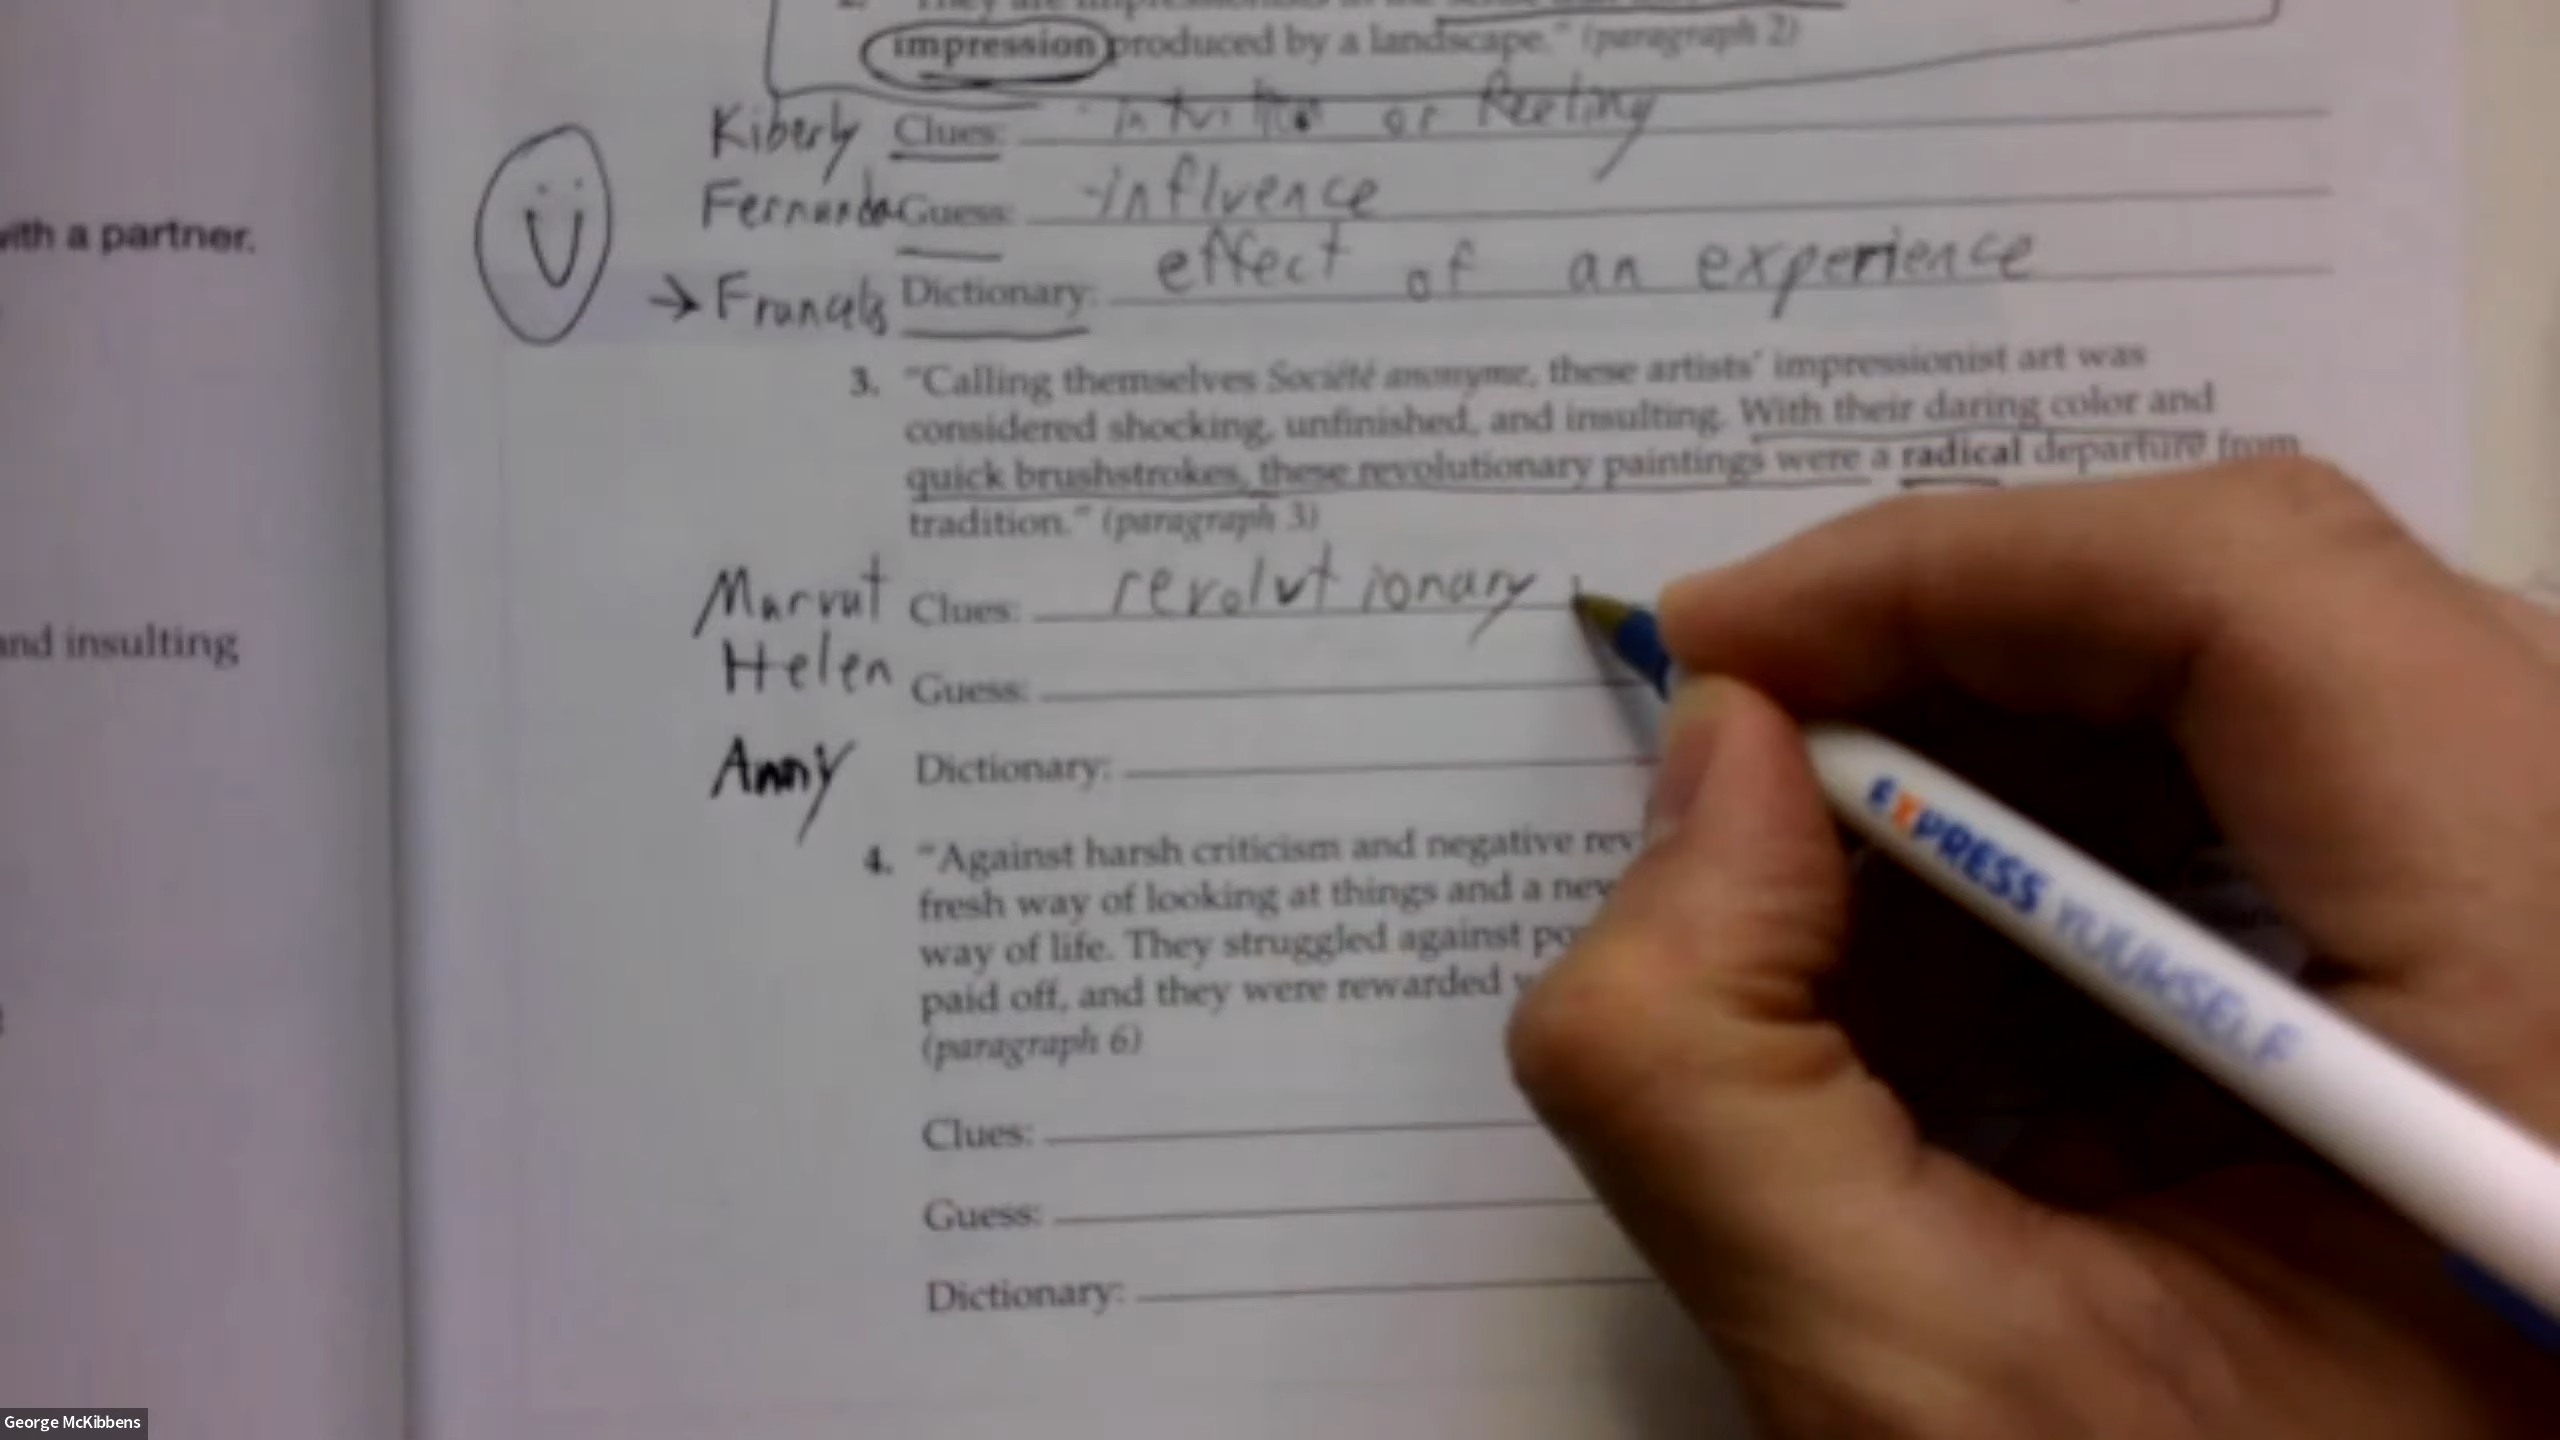 impression produced by a landscape." (paragraph 2)
Kiberly Clues: or feeling
Fernanda Guess: -influence
→ Francels Dictionary: effect of an experience
with a partner.
3. "Calling themselves Société anonyme, these artists' impressionist art was
considered shocking, unfinished, and insulting. With their daring color and
quick brushstrokes, these revolutionary paintings were a radical departure from
tradition." (paragraph 3)
Marvat Clues: revolutionary
Helen Guess:
and insulting
Anny Dictionary:
4. "Against harsh criticism and negative
fresh way of looking at things and a
way of life. They struggled against
paid off, and they were rewarded
(paragraph 6)
Clues:
Guess:
Dictionary:
EXPRESS YOURSELF
George McKibbens